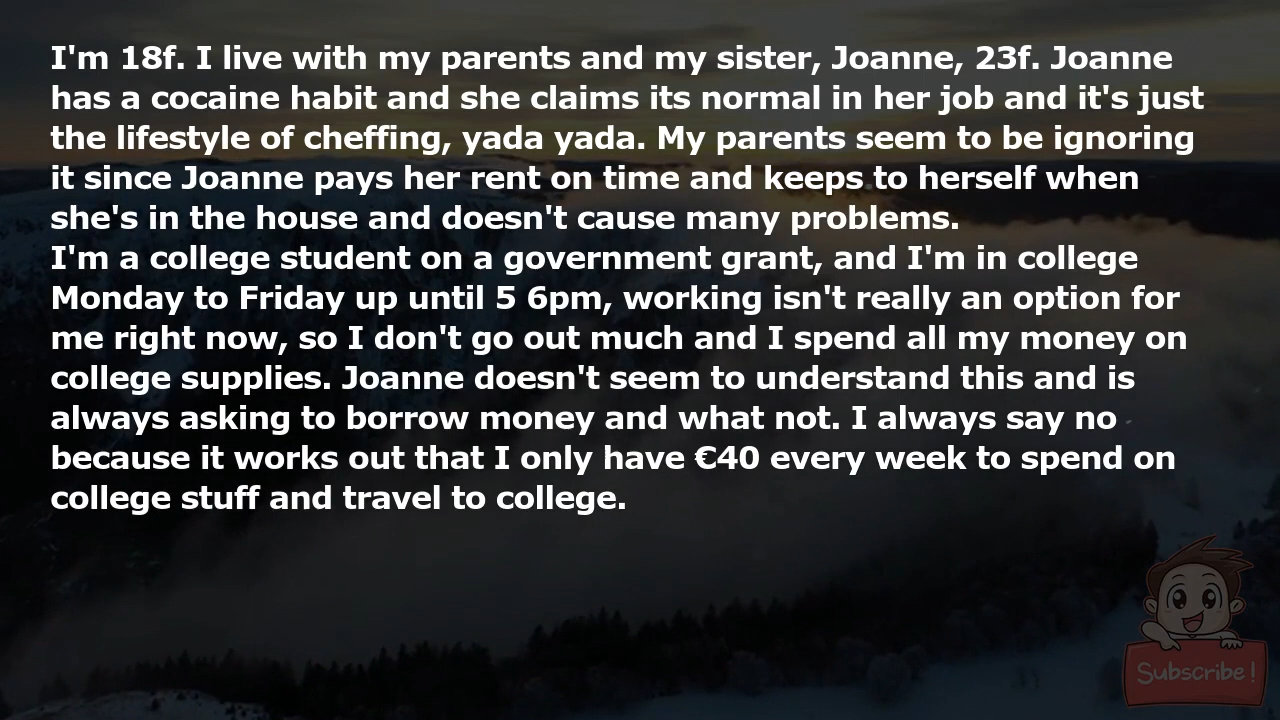 I'm 18f. I live with my parents and my sister, Joanne, 23f. Joanne
has a cocaine habit and she claims its normal in her job and it's just
the lifestyle of cheffing, yada yada. My parents seem to be ignoring
it since Joanne pays her rent on time and keeps to herself when
she's in the house and doesn't cause many problems.
I'm a college student on a government grant, and I'm in college
Monday to Friday up until 5 6pm, working isn't really an option for
me right now, so I don't go out much and I spend all my money on
college supplies. Joanne doesn't seem to understand this and is
always asking to borrow money and what not. I always say no
because it works out that I only have €40 every week to spend on
college stuff and travel to college.
Subscribe!